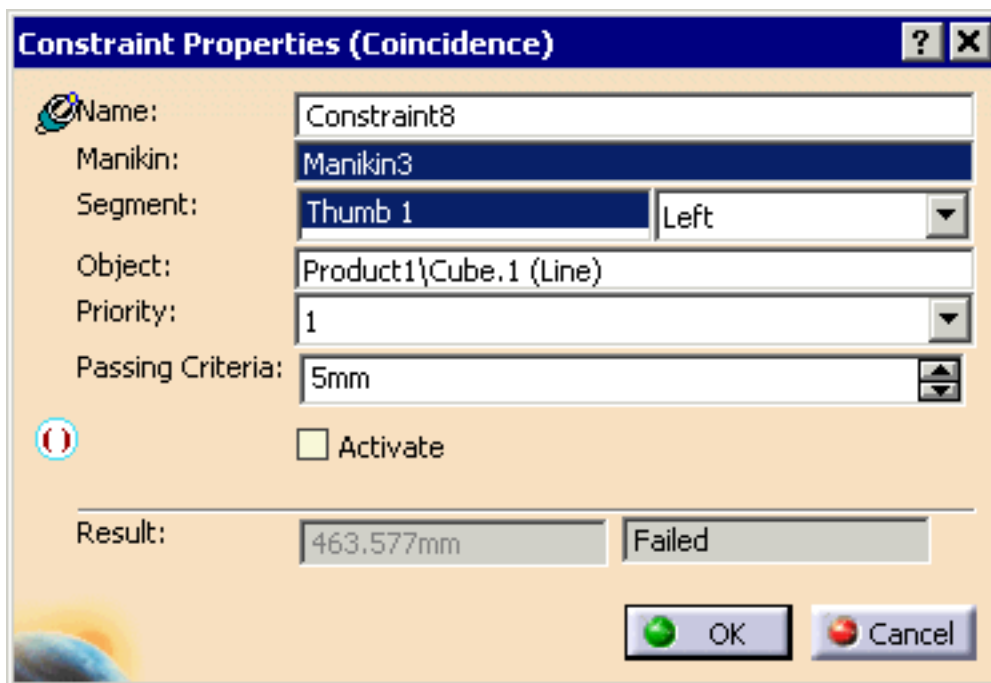 Constraint Properties (Coincidence)
Name: Constraint8
Manikin: Manikin3
Segment: Thumb 1 Left
Object: Product1\Cube.1 (Line)
Priority: 1
Passing Criteria: 5mm
Activate
Result: 463.577mm Failed
OK Cancel